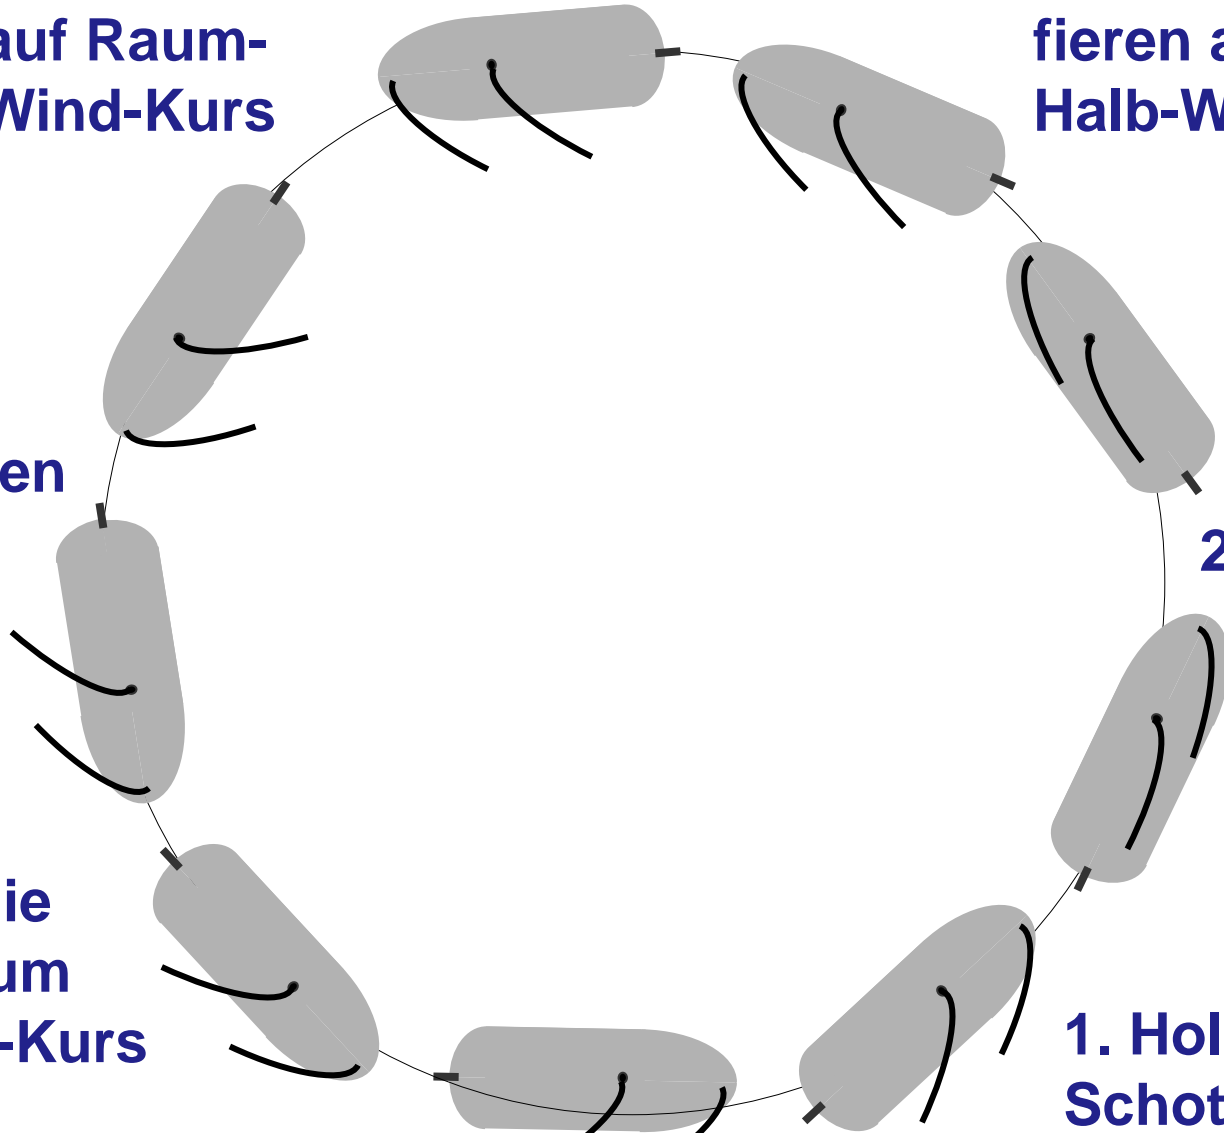 auf Raum-
Wind-Kurs
fieren a
Halb-W
en
2
ie
um
-Kurs
1. Hol
Schot